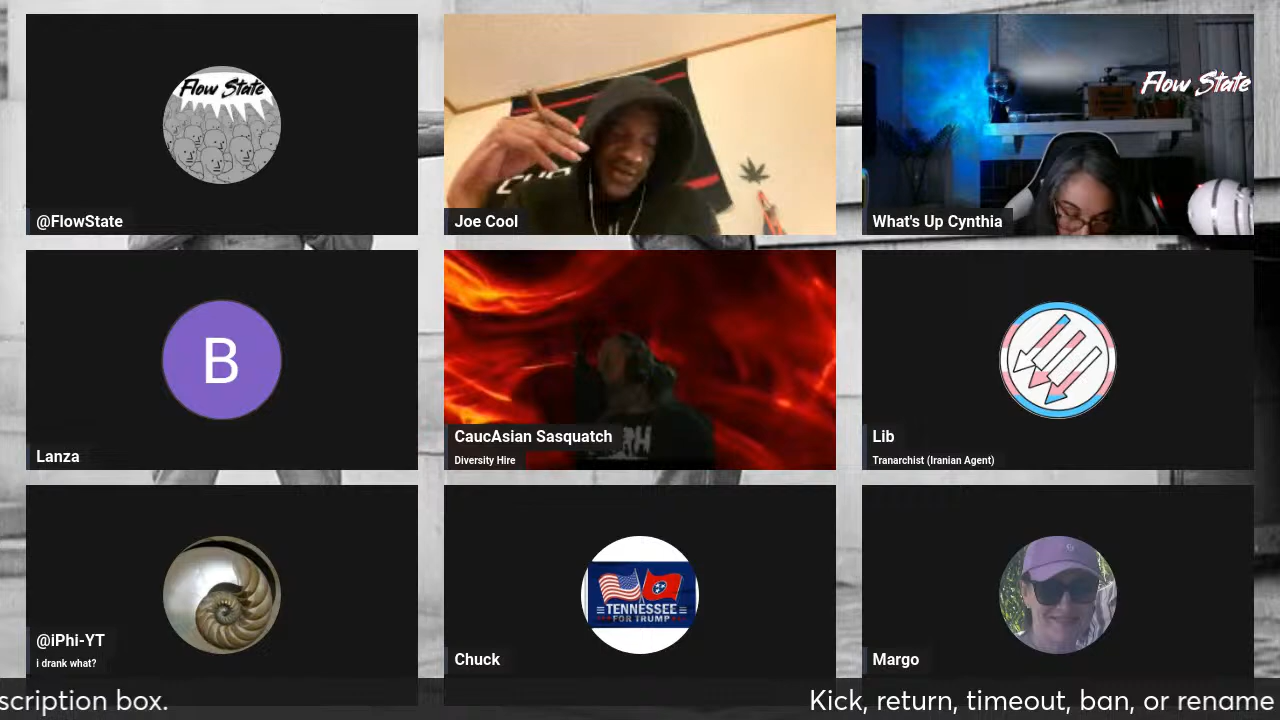 Flow State
@FlowState
Joe Cool
Flow State
What's Up Cynthia
B
Lanza
CaucAsian Sasquatch
Diversity Hire
Lib
Tranarchist (Iranian Agent)
@iPhi-YT
i drank what?
TENNESSEE
FOR TRUMP
Chuck
Margo
scription box.
Kick, return, timeout, ban, or rename